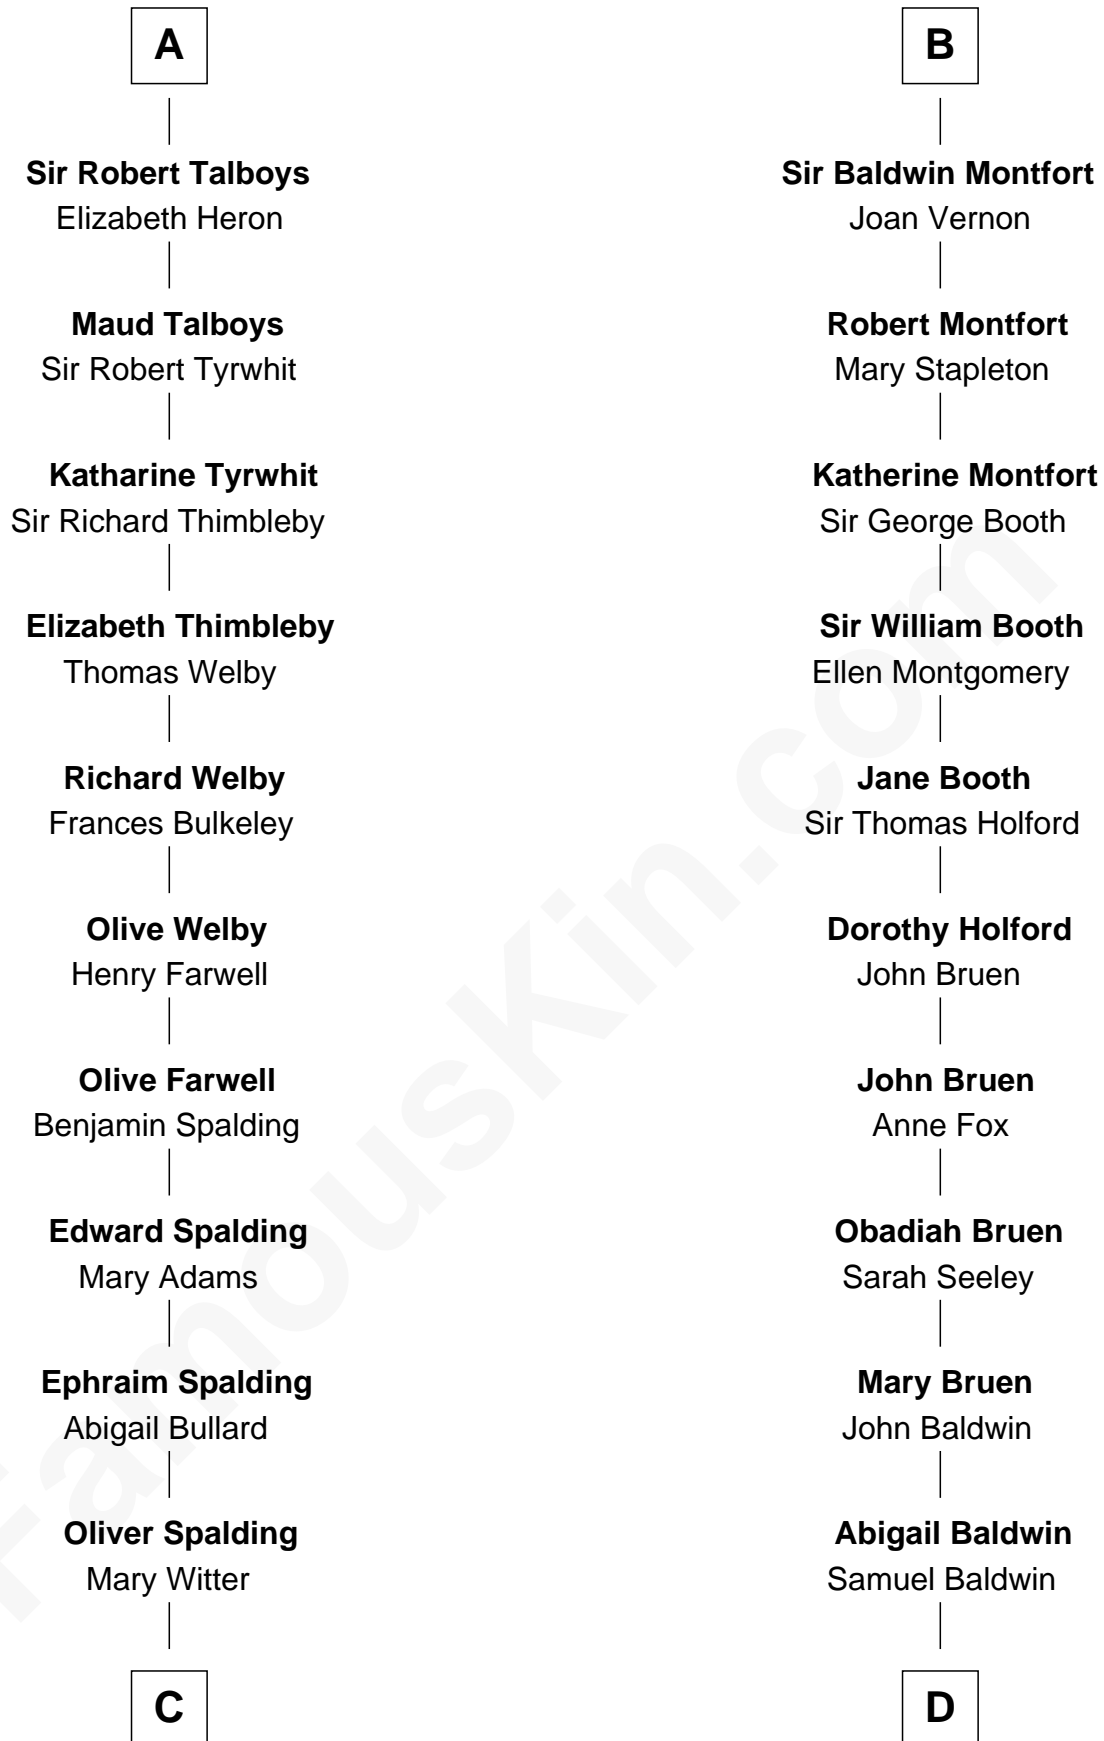 A
Sir Robert Talboys
Elizabeth Heron
Maud Talboys
Sir Robert Tyrwhit
Katharine Tyrwhit
Sir Richard Thimbleby
Elizabeth Thimbleby
Thomas Welby
Richard Welby
Frances Bulkeley
Olive Welby
Henry Farwell
Olive Farwell
Benjamin Spalding
Edward Spalding
Mary Adams
Ephraim Spalding
Abigail Bullard
Oliver Spalding
Mary Witter
C
B
Sir Baldwin Montfort
Joan Vernon
Robert Montfort
Mary Stapleton
Katherine Montfort
Sir George Booth
Sir William Booth
Ellen Montgomery
Jane Booth
Sir Thomas Holford
Dorothy Holford
John Bruen
John Bruen
Anne Fox
Obadiah Bruen
Sarah Seeley
Mary Bruen
John Baldwin
Abigail Baldwin
Samuel Baldwin
D
FamousKin.com